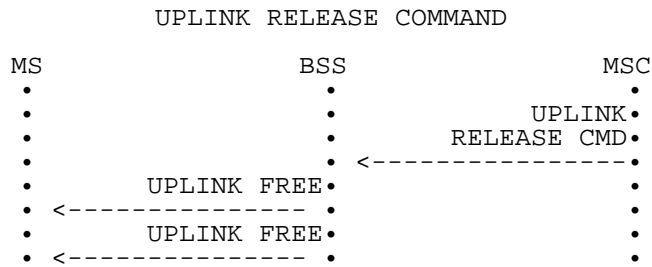 UPLINK RELEASE COMMAND
MS BSS MSC
UPLINK
RELEASE CMD
UPLINK FREE
UPLINK FREE